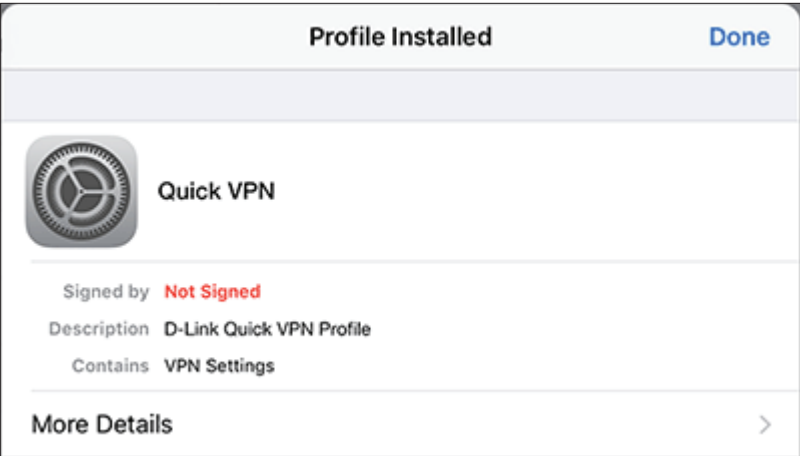 Profile Installed Done
Quick VPN
Signed by Not Signed
Description D-Link Quick VPN Profile
Contains VPN Settings
More Details